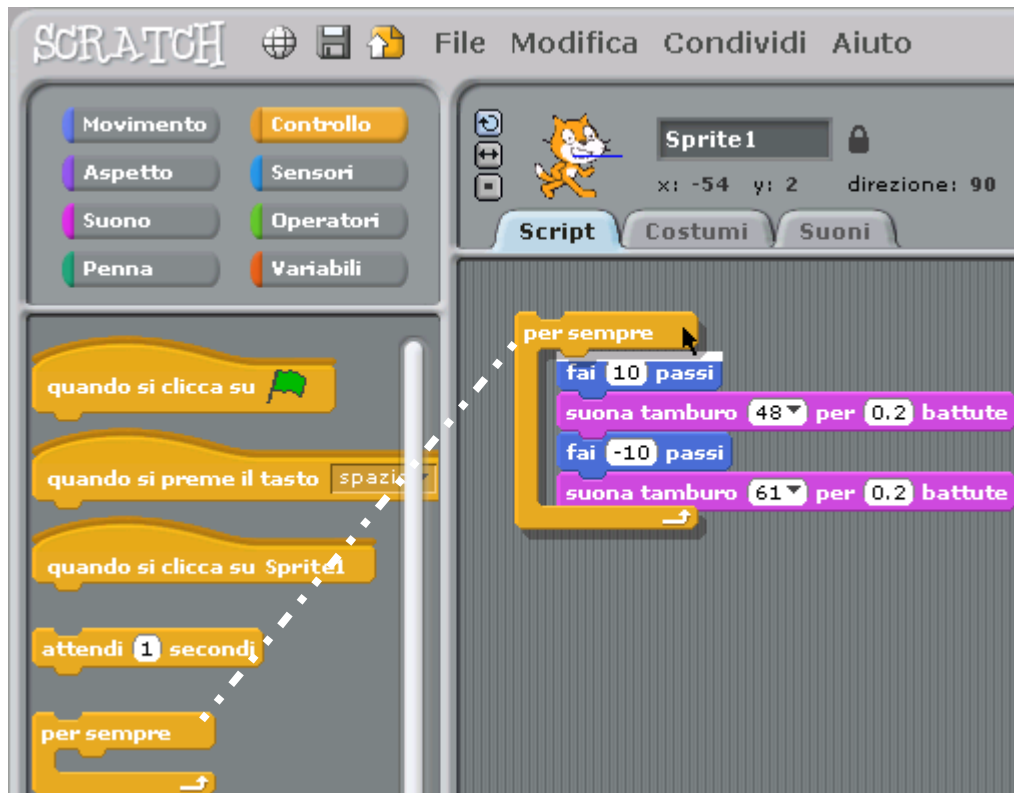 SCRATCH File Modifica Condividi Aiuto
Movimento Controllo
Aspetto Sensori
Suono Operatori
Penna Variabili
Sprite1
x: -54 y: 2 direzione: 90
Script Costumi Suoni
quando si clicca su
quando si preme il tasto spazio
quando si clicca su Sprite1
attendi 1 secondi
per sempre
per sempre
fai 10 passi
suona tamburo 48 per 0.2 battute
fai -10 passi
suona tamburo 61 per 0.2 battute